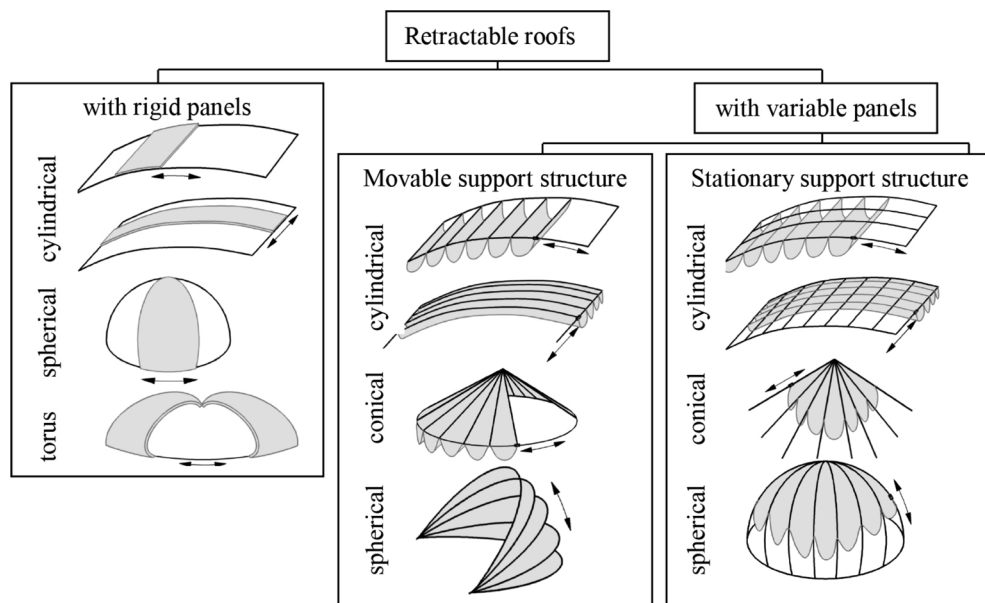 Retractable roofs
with rigid panels
cylindrical
spherical
torus
with variable panels
Movable support structure
cylindrical
conical
spherical
Stationary support structure
cylindrical
conical
spherical